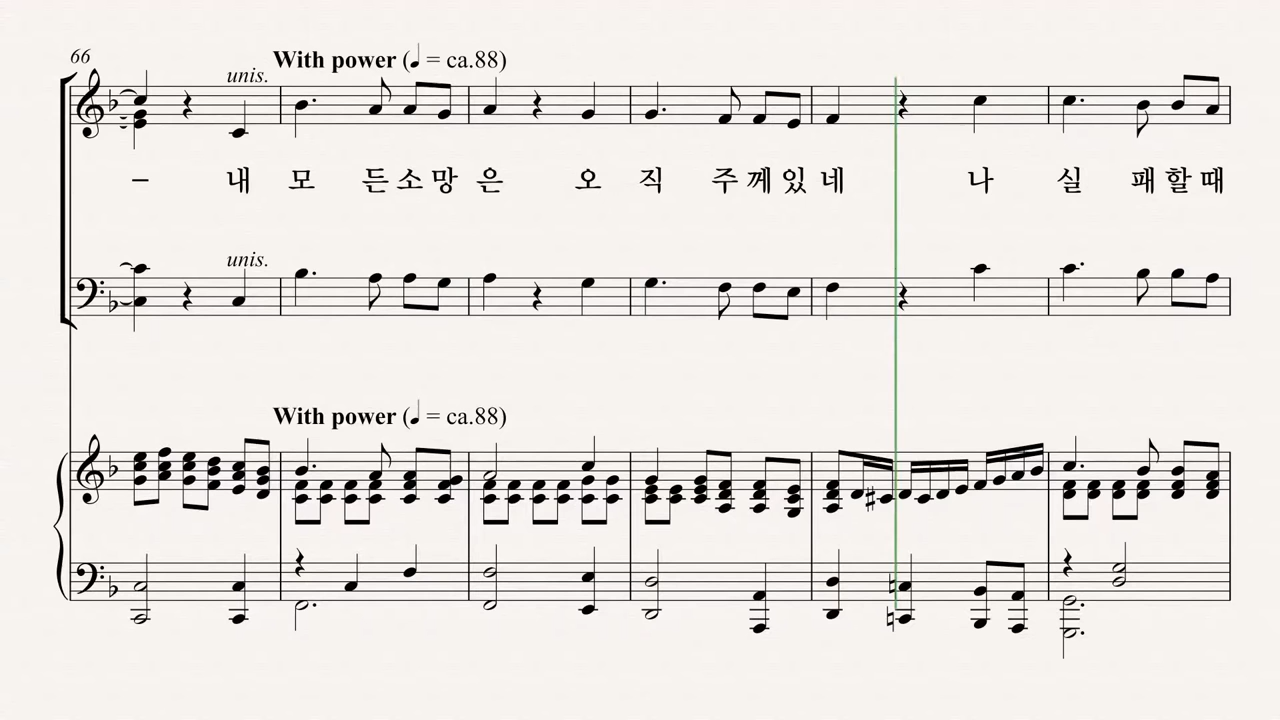 66
With power (♩ = ca.88)
unis.
– 내 모 든 소 망 은 오 직 주 께 있 네 나 실 패 할 때
unis.
With power (♩ = ca.88)